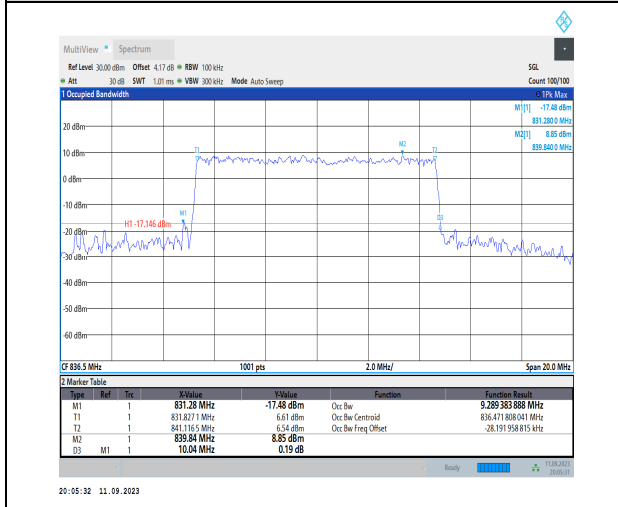 MultiView Spectrum
Ref Level 30.00 dBm Offset 4.17 dB RBW 100 kHz SGL
Att 30 dB SWT 1.01 ms VBW 300 kHz Mode Auto Sweep Count 100/100
1 Occupied Bandwidth 1Pk Max
M1[1] -17.48 dBm
831.2800 MHz
M2[1] 8.85 dBm
839.8400 MHz
20 dBm
T1 M2 T2
10 dBm
0 dBm
-10 dBm
M1 D3
H1 -17.146 dBm
-20 dBm
-30 dBm
-40 dBm
-50 dBm
-60 dBm
CF 836.5 MHz 1001 pts 2.0 MHz/ Span 20.0 MHz
2 Marker Table
Type Ref Trc X-Value Y-Value Function Function Result
M1 1 831.28 MHz -17.48 dBm Occ Bw 9.289 383 888 MHz
T1 1 831.827 1 MHz 6.61 dBm Occ Bw Centroid 836.471 808 041 MHz
T2 1 841.116 5 MHz 6.54 dBm Occ Bw Freq Offset -28.191 958 815 kHz
M2 1 839.84 MHz 8.85 dBm
D3 M1 1 10.04 MHz 0.19 dB
Ready 11.09.2023
20:05:31
20:05:32 11.09.2023